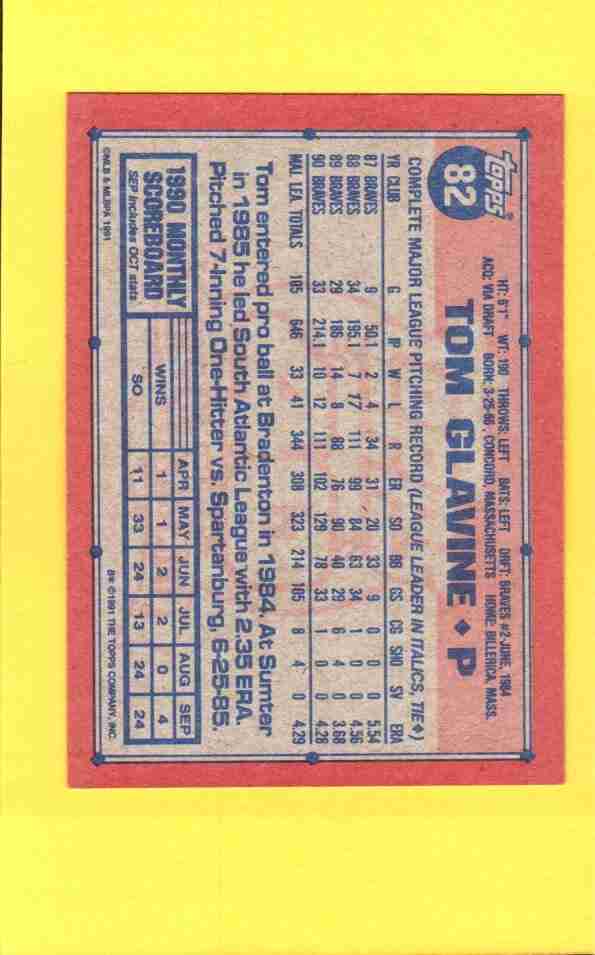 TOPPS®
82
HT: 6'1" WT: 190 THROWS: LEFT BATS: LEFT DRFT: BRAVES #2-JUNE, 1984
ACQ: VIA DRAFT BORN: 3-25-66, CONCORD, MASSACHUSETTS HOME: BILLERICA, MASS.
TOM GLAVINE ♦ P
COMPLETE MAJOR LEAGUE PITCHING RECORD (LEAGUE LEADER IN ITALICS, TIE♦)
YR CLUB G IP W L R ER SO BB GS CG SHO SV ERA
87 BRAVES 9 50.1 2 4 34 31 20 33 9 0 0 0 5.54
88 BRAVES 34 195.1 7 17 111 99 84 63 34 1 0 0 4.56
89 BRAVES 29 186 14 8 88 76 90 40 29 6 4 0 3.68
90 BRAVES 33 214.1 10 12 111 102 129 78 33 1 0 0 4.28
MAJ. LEA. TOTALS 105 646 33 41 344 308 323 214 105 8 4 0 4.29
Tom entered pro ball at Bradenton in 1984. At Sumter
in 1985 he led South Atlantic League with 2.35 ERA.
Pitched 7-Inning One-Hitter vs. Spartanburg, 6-25-85.
1990 MONTHLY
SCOREBOARD
SEP includes OCT stats
APR MAY JUN JUL AUG SEP
WINS 1 1 2 2 0 4
SO 11 33 24 13 24 24
©MLB & MLBPA 1991
B* ©1991 THE TOPPS COMPANY, INC.